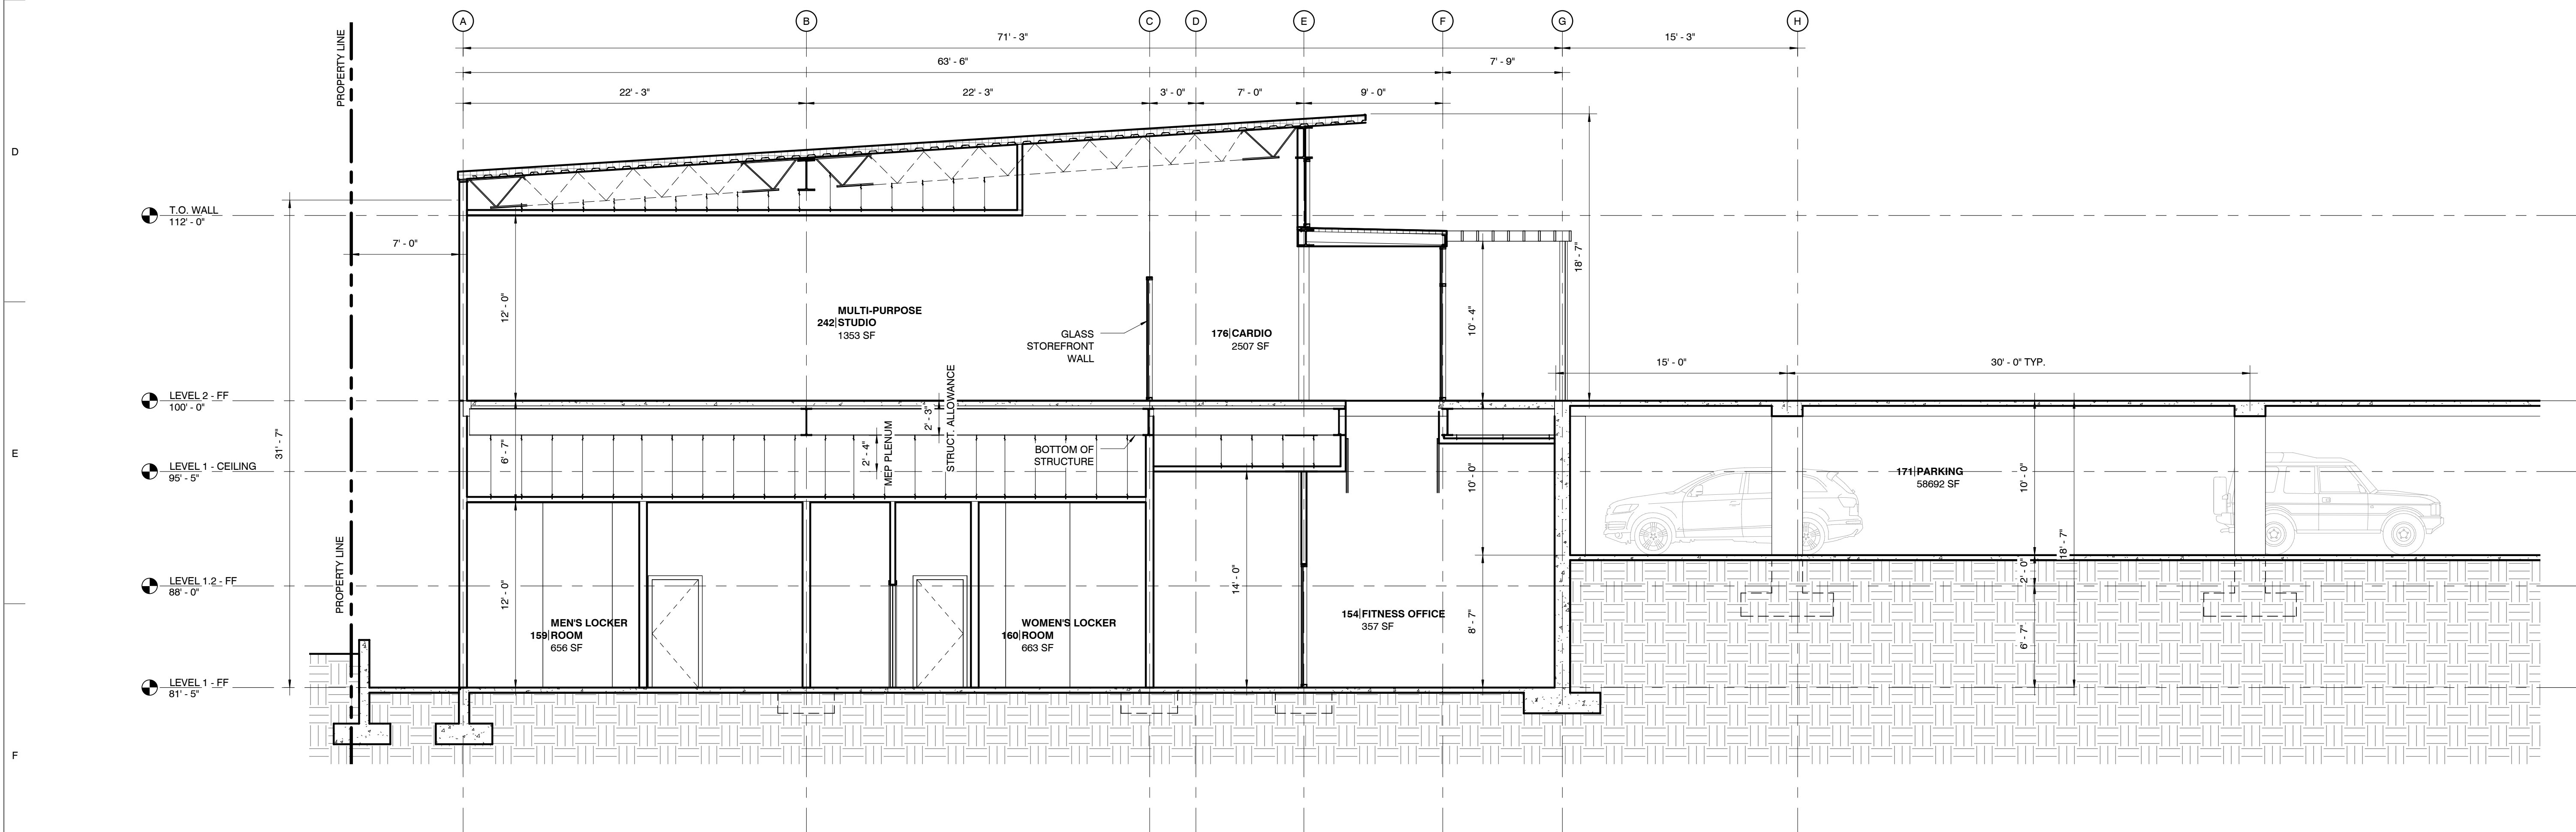 A
B
C
D
E
F
G
H
71' - 3"
15' - 3"
63' - 6"
7' - 9"
22' - 3"
22' - 3"
3' - 0"
7' - 0"
9' - 0"
PROPERTY LINE
D
T.O. WALL
112' - 0"
7' - 0"
18' - 7"
12' - 0"
MULTI-PURPOSE
242|STUDIO
1353 SF
GLASS
STOREFRONT
WALL
176|CARDIO
2507 SF
10' - 4"
15' - 0"
30' - 0" TYP.
LEVEL 2 - FF
100' - 0"
31' - 7"
6' - 7"
2' - 4"
MEP PLENUM
2' - 3"
STRUCT. ALLOWANCE
BOTTOM OF
STRUCTURE
E
LEVEL 1 - CEILING
95' - 5"
10' - 0"
171|PARKING
58692 SF
10' - 0"
18' - 7"
PROPERTY LINE
LEVEL 1.2 - FF
88' - 0"
12' - 0"
14' - 0"
2' - 0"
MEN'S LOCKER
159|ROOM
656 SF
WOMEN'S LOCKER
160|ROOM
663 SF
154|FITNESS OFFICE
357 SF
8' - 7"
6' - 7"
LEVEL 1 - FF
81' - 5"
F